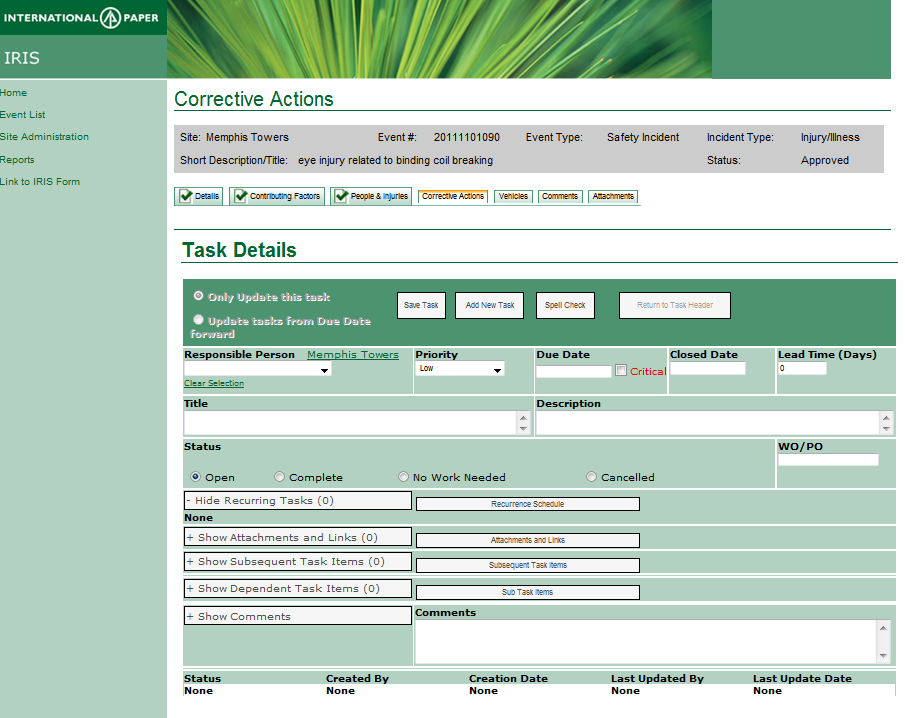 INTERNATIONAL PAPER
IRIS
Home
Event List
Site Administration
Reports
Link to IRIS Form
Corrective Actions
Site: Memphis Towers Event #: 20111101090 Event Type: Safety Incident Incident Type: Injury/Illness
Short Description/Title: eye injury related to binding coil breaking Status: Approved
Details Contributing Factors People & Injuries Corrective Actions Vehicles Comments Attachments
Task Details
Only Update this task
Update tasks from Due Date
forward
Save Task Add New Task Spell Check Return to Task Header
Responsible Person Memphis Towers Priority Due Date Closed Date Lead Time (Days)
Low Critical 0
Clear Selection
Title Description
Status WO/PO
Open Complete No Work Needed Cancelled
- Hide Recurring Tasks (0) Recurrence Schedule
None
+ Show Attachments and Links (0) Attachments and Links
+ Show Subsequent Task Items (0) Subsequent Task Items
+ Show Dependent Task Items (0) Sub Task Items
+ Show Comments Comments
Status Created By Creation Date Last Updated By Last Update Date
None None None None None